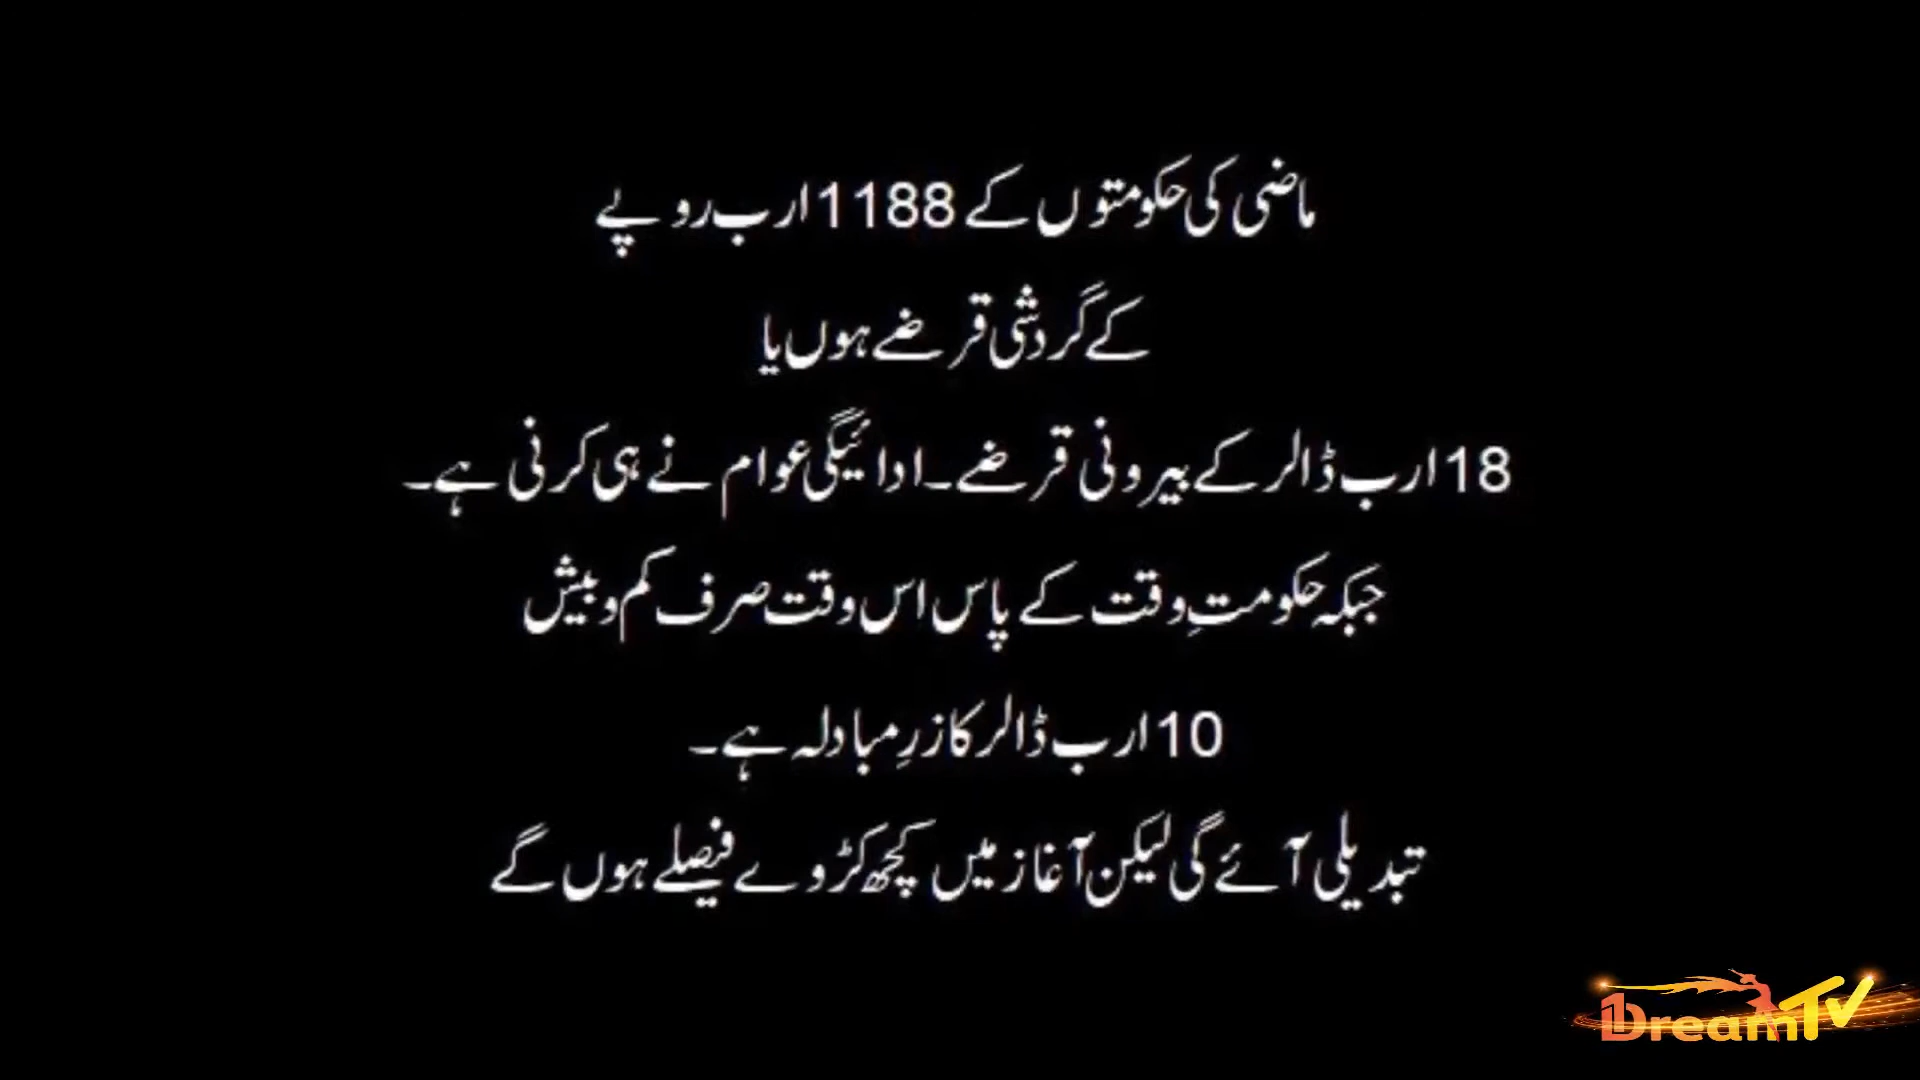 ماضی کی حکومتوں کے 1188 ارب روپے
کے گردشی قرضے ہوں یا
18 ارب ڈالر کے بیرونی قرضے۔ ادائیگی عوام نے ہی کرنی ہے۔
جبکہ حکومتِ وقت کے پاس اس وقت صرف کم و بیش
10 ارب ڈالر کا زرِ مبادلہ ہے۔
تبدیلی آئے گی لیکن آغاز میں کچھ کڑوے فیصلے ہوں گے
1DreamTV